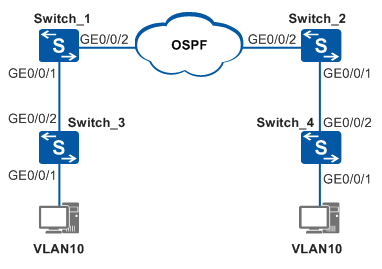 Switch_1
Switch_2
GE0/0/2
OSPF
GE0/0/2
S
S
GE0/0/1
GE0/0/1
GE0/0/2
Switch_3
Switch_4
GE0/0/2
S
S
GE0/0/1
GE0/0/1
VLAN10
VLAN10